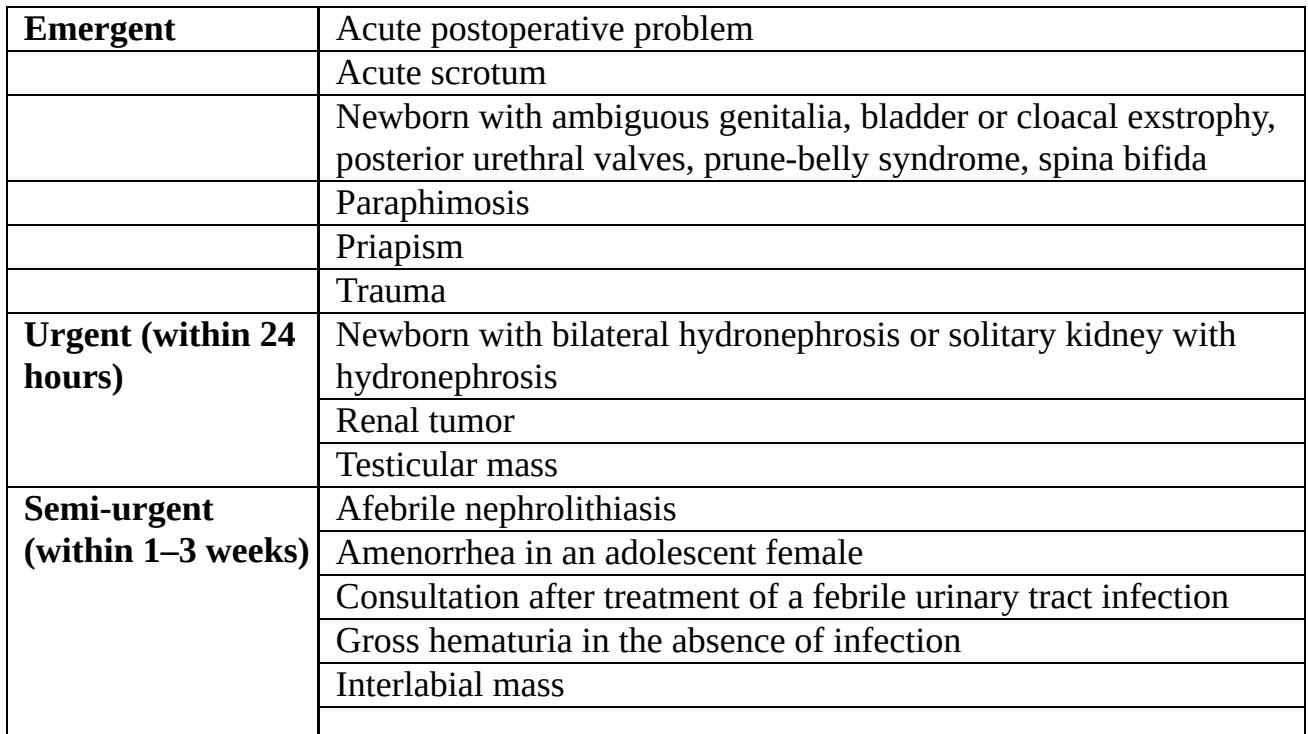 Emergent Acute postoperative problem
Acute scrotum
Newborn with ambiguous genitalia, bladder or cloacal exstrophy,
posterior urethral valves, prune-belly syndrome, spina bifida
Paraphimosis
Priapism
Trauma
Urgent (within 24 Newborn with bilateral hydronephrosis or solitary kidney with
hours) hydronephrosis
Renal tumor
Testicular mass
Semi-urgent Afebrile nephrolithiasis
(within 1–3 weeks) Amenorrhea in an adolescent female
Consultation after treatment of a febrile urinary tract infection
Gross hematuria in the absence of infection
Interlabial mass